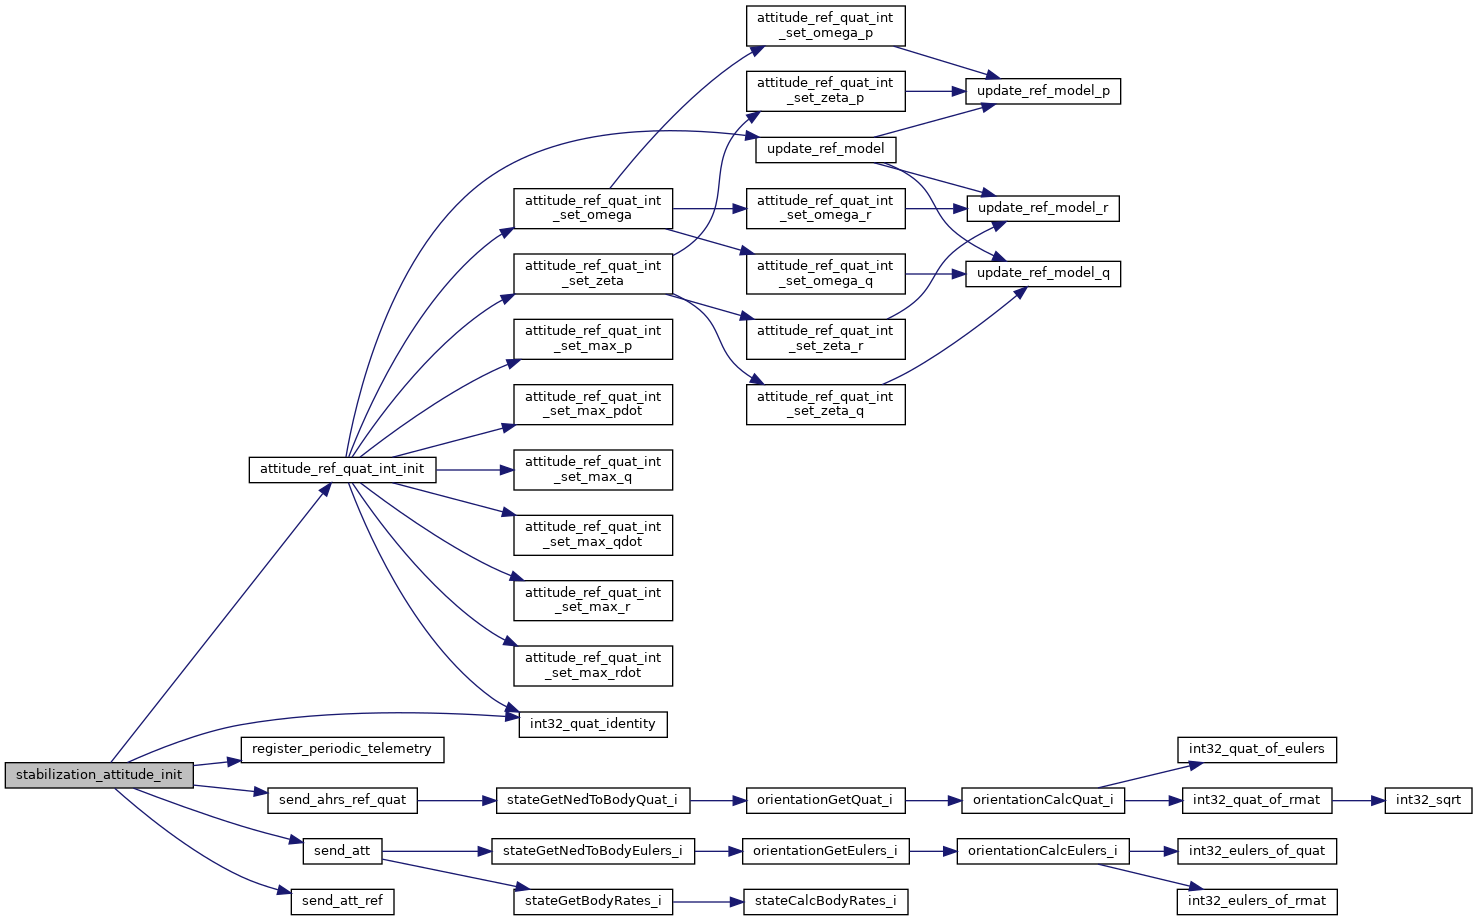 attitude_ref_quat_int
_set_omega_p
attitude_ref_quat_int
_set_zeta_p
update_ref_model_p
update_ref_model
attitude_ref_quat_int
_set_omega
attitude_ref_quat_int
_set_omega_r
update_ref_model_r
attitude_ref_quat_int
_set_zeta
attitude_ref_quat_int
_set_omega_q
update_ref_model_q
attitude_ref_quat_int
_set_max_p
attitude_ref_quat_int
_set_zeta_r
attitude_ref_quat_int
_set_max_pdot
attitude_ref_quat_int
_set_zeta_q
attitude_ref_quat_int_init
attitude_ref_quat_int
_set_max_q
attitude_ref_quat_int
_set_max_qdot
attitude_ref_quat_int
_set_max_r
attitude_ref_quat_int
_set_max_rdot
int32_quat_identity
register_periodic_telemetry
int32_quat_of_eulers
stabilization_attitude_init
send_ahrs_ref_quat
stateGetNedToBodyQuat_i
orientationGetQuat_i
orientationCalcQuat_i
int32_quat_of_rmat
int32_sqrt
send_att
stateGetNedToBodyEulers_i
orientationGetEulers_i
orientationCalcEulers_i
int32_eulers_of_quat
send_att_ref
stateGetBodyRates_i
stateCalcBodyRates_i
int32_eulers_of_rmat